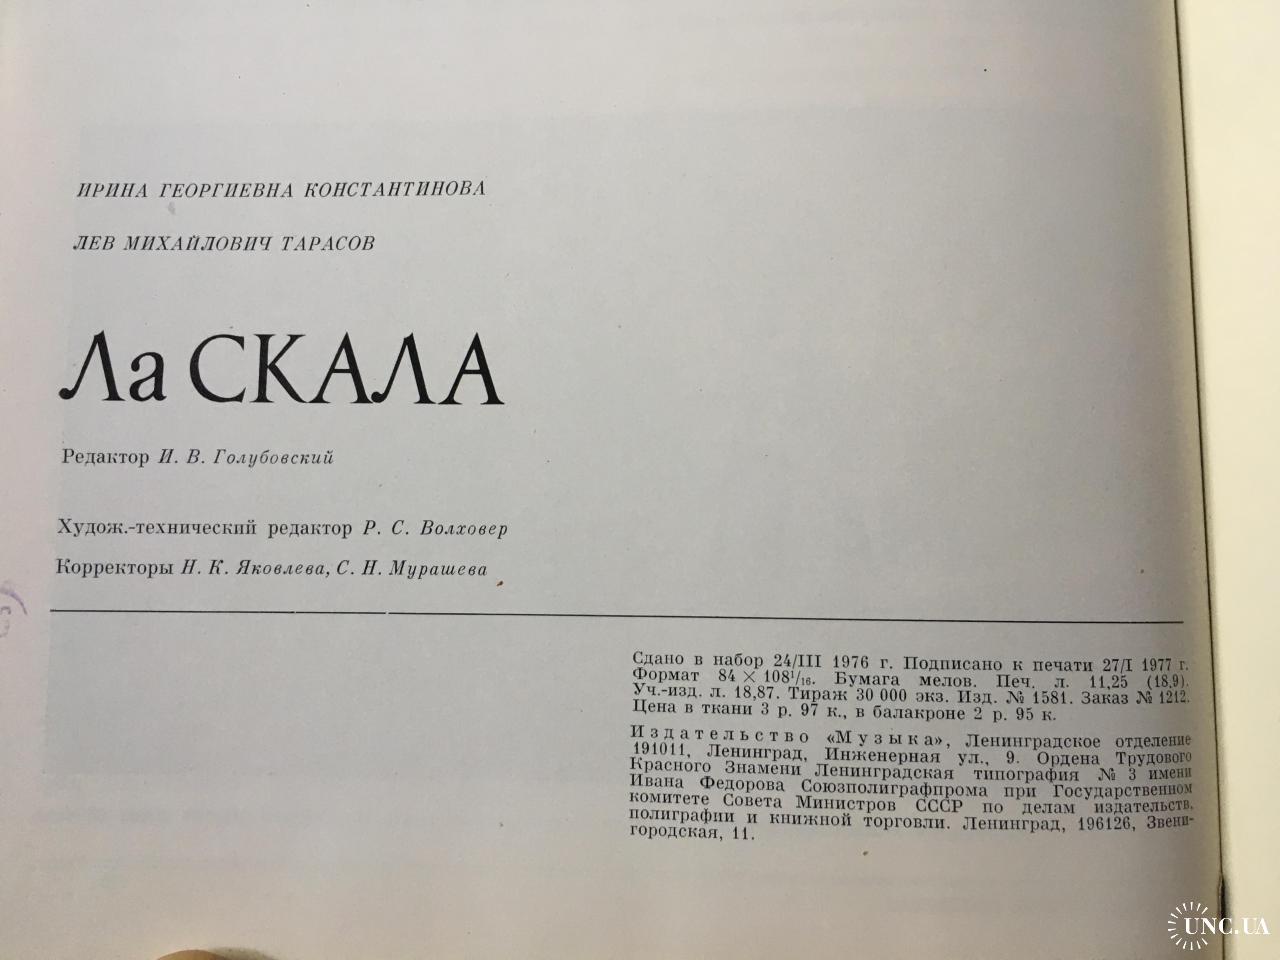 ИРИНА ГЕОРГИЕВНА КОНСТАНТИНОВА
ЛЕВ МИХАЙЛОВИЧ ТАРАСОВ
Ла СКАЛА
Редактор И. В. Голубовский
Худож.-технический редактор Р. С. Волховер
Корректоры Н. К. Яковлева, С. Н. Мурашева
Сдано в набор 24/III 1976 г. Подписано к печати 27/I 1977 г.
Формат 84 × 108¹/₁₆. Бумага мелов. Печ. л. 11,25 (18,9).
Уч.-изд. л. 18,87. Тираж 30 000 экз. Изд. № 1581. Заказ № 1212.
Цена в ткани 3 р. 97 к., в балакроне 2 р. 95 к.
Издательство «Музыка», Ленинградское отделение
191011, Ленинград, Инженерная ул., 9. Ордена Трудового
Красного Знамени Ленинградская типография № 3 имени
Ивана Федорова Союзполиграфпрома при Государственном
комитете Совета Министров СССР по делам издательств,
полиграфии и книжной торговли. Ленинград, 196126, Звени-
городская, 11.
UNC.UA